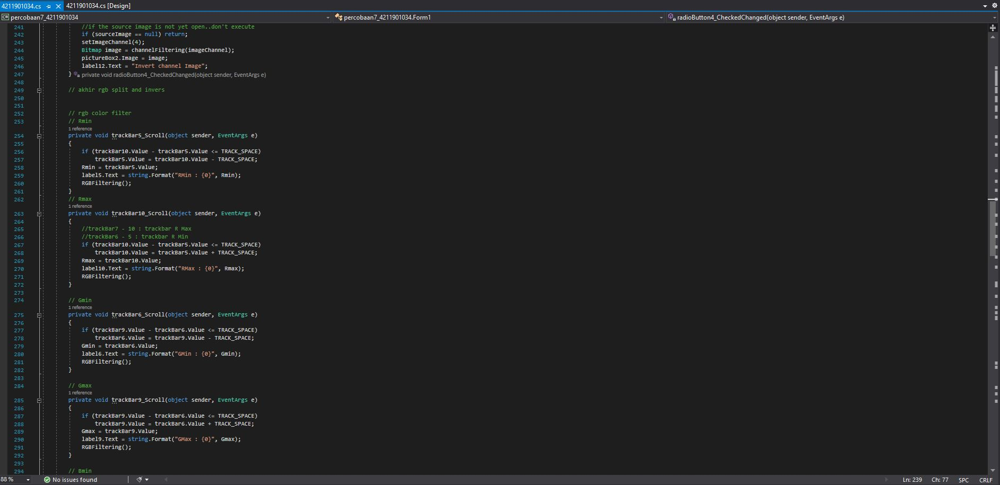 4211901034.cs
4211901034.cs [Design]
C# percobaan7_4211901034
percobaan7_4211901034.Form1
radioButton4_CheckedChanged(object sender, EventArgs e)
241 //if the source image is not yet open..don't execute
242 if (sourceImage == null) return;
243 setImageChannel(4);
244 Bitmap image = channelFiltering(imageChannel);
245 pictureBox2.Image = image;
246 label12.Text = "Invert channel Image";
247 } private void radioButton4_CheckedChanged(object sender, EventArgs e)
248
249 // akhir rgb split and invers
250
251
252 // rgb color filter
253 // Rmin
1 reference
254 private void trackBar5_Scroll(object sender, EventArgs e)
255 {
256 if (trackBar10.Value - trackBar5.Value <= TRACK_SPACE)
257 trackBar5.Value = trackBar10.Value - TRACK_SPACE;
258 Rmin = trackBar5.Value;
259 label5.Text = string.Format("RMin : {0}", Rmin);
260 RGBFiltering();
261 }
262 // Rmax
1 reference
263 private void trackBar10_Scroll(object sender, EventArgs e)
264 {
265 //trackBar7 - 10 : trackbar R Max
266 //trackBar6 - 5 : trackbar R Min
267 if (trackBar10.Value - trackBar5.Value <= TRACK_SPACE)
268 trackBar10.Value = trackBar5.Value + TRACK_SPACE;
269 Rmax = trackBar10.Value;
270 label10.Text = string.Format("RMax : {0}", Rmax);
271 RGBFiltering();
272 }
273
274 // Gmin
1 reference
275 private void trackBar6_Scroll(object sender, EventArgs e)
276 {
277 if (trackBar9.Value - trackBar6.Value <= TRACK_SPACE)
278 trackBar6.Value = trackBar9.Value - TRACK_SPACE;
279 Gmin = trackBar6.Value;
280 label6.Text = string.Format("GMin : {0}", Gmin);
281 RGBFiltering();
282 }
283
284 // Gmax
1 reference
285 private void trackBar9_Scroll(object sender, EventArgs e)
286 {
287 if (trackBar9.Value - trackBar6.Value <= TRACK_SPACE)
288 trackBar9.Value = trackBar6.Value + TRACK_SPACE;
289 Gmax = trackBar9.Value;
290 label9.Text = string.Format("GMax : {0}", Gmax);
291 RGBFiltering();
292 }
293
294 // Bmin
88 % No issues found Ln: 239 Ch: 77 SPC CRLF